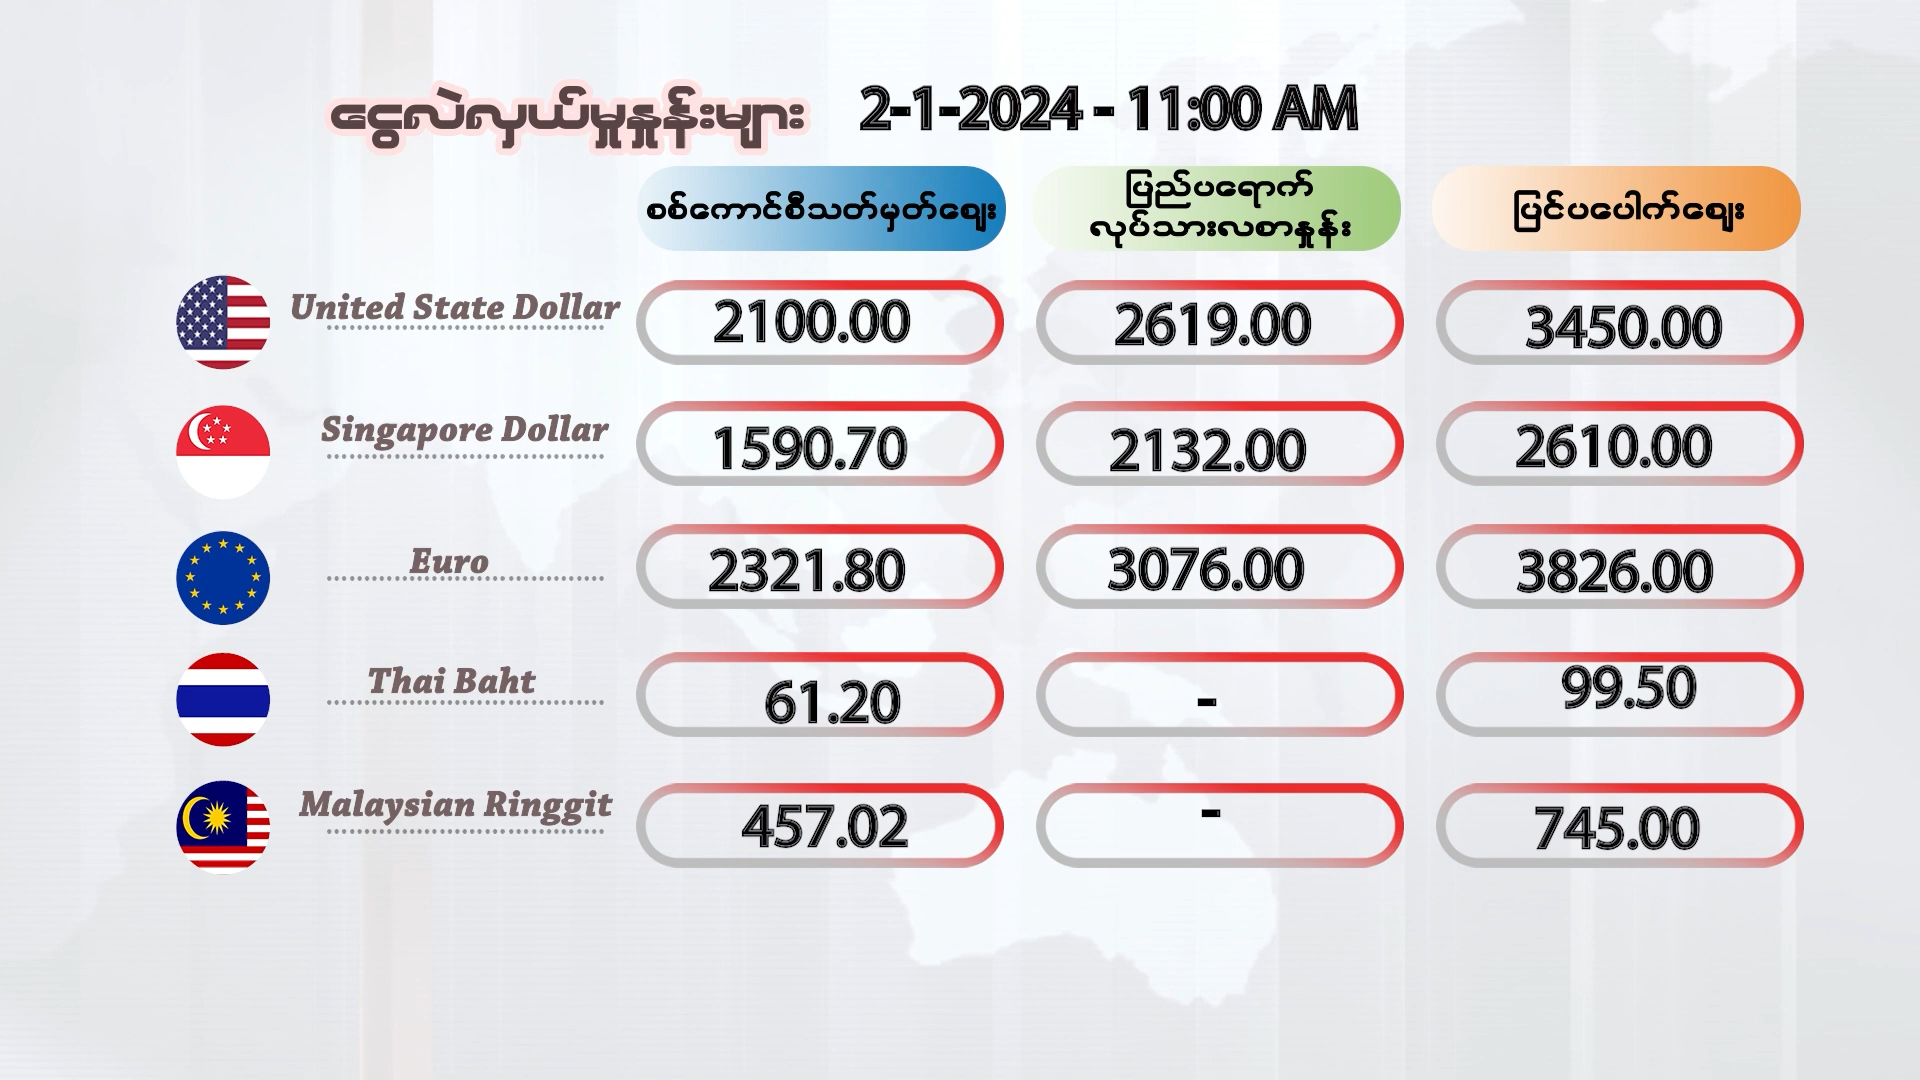 ငွေလဲလှယ်မှုနှုန်းများ 2-1-2024 - 11:00 AM
စစ်ကောင်စီသတ်မှတ်ဈေး
ပြည်ပရောက်
လုပ်သားလစာနှုန်း
ပြင်ပပေါက်ဈေး
United State Dollar 2100.00 2619.00 3450.00
Singapore Dollar 1590.70 2132.00 2610.00
Euro 2321.80 3076.00 3826.00
Thai Baht 61.20 - 99.50
Malaysian Ringgit 457.02 - 745.00